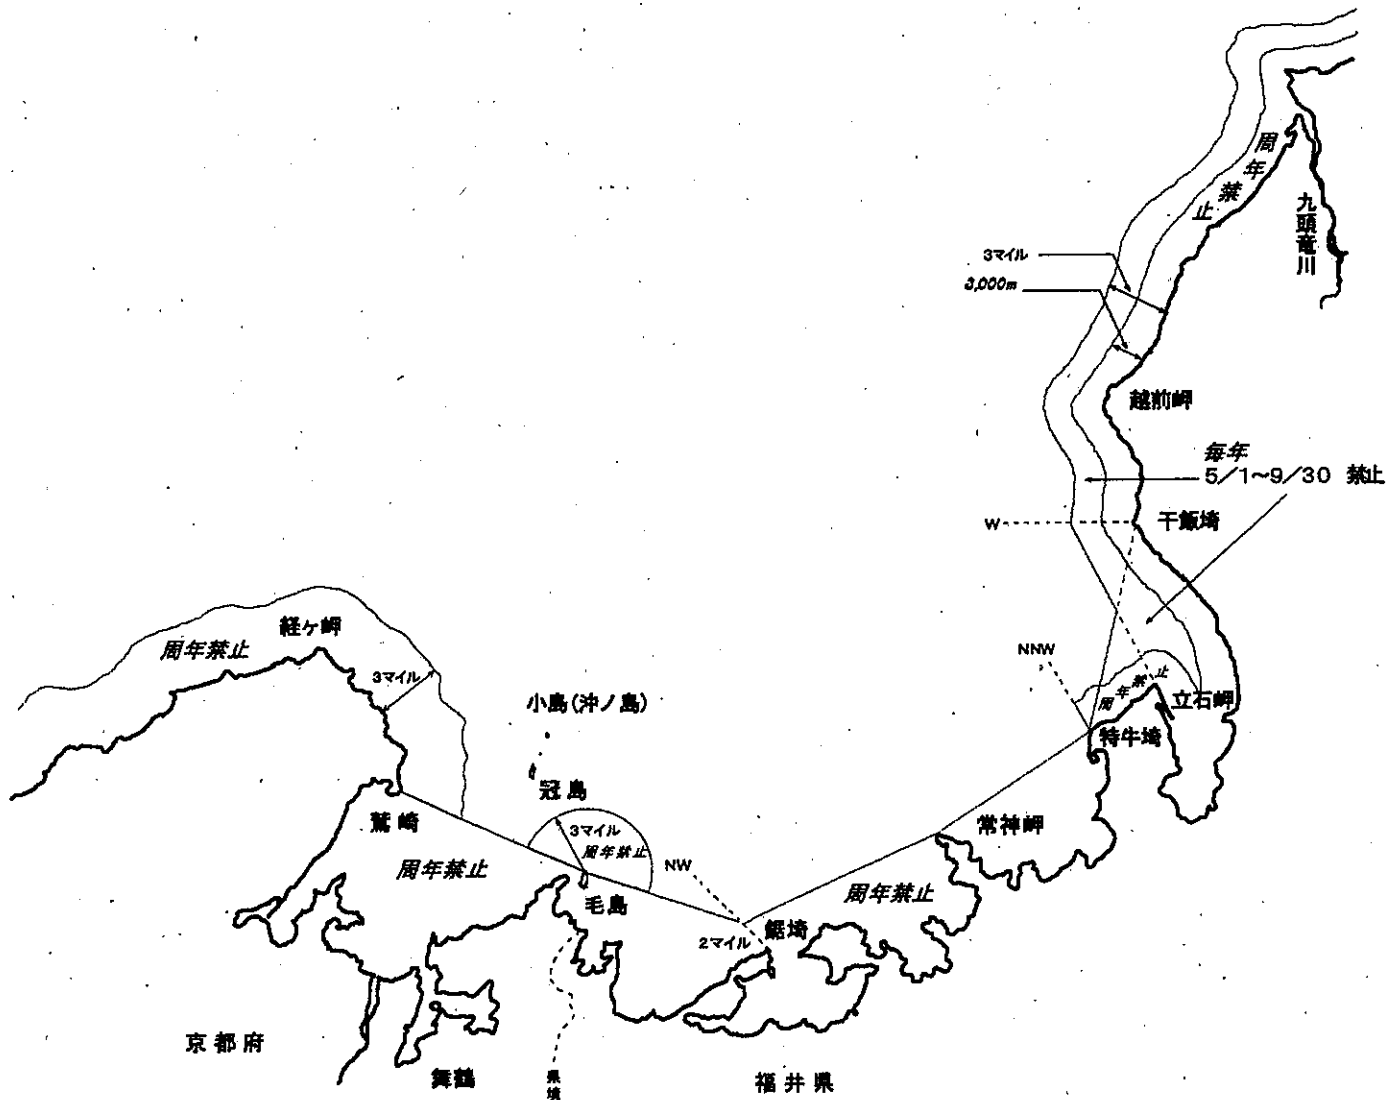 周年禁止
九頭竜川
3マイル
3,000m
越前岬
毎年
5/1～9/30 禁止
W
干飯埼
経ヶ岬
周年禁止
3マイル
NNW
周年禁止
立石岬
特牛埼
小島(沖ノ島)
冠島
3マイル
周年禁止
鷲崎
常神岬
周年禁止
NW
周年禁止
毛島
2マイル
鋸埼
京都府
舞鶴
県境
福井県